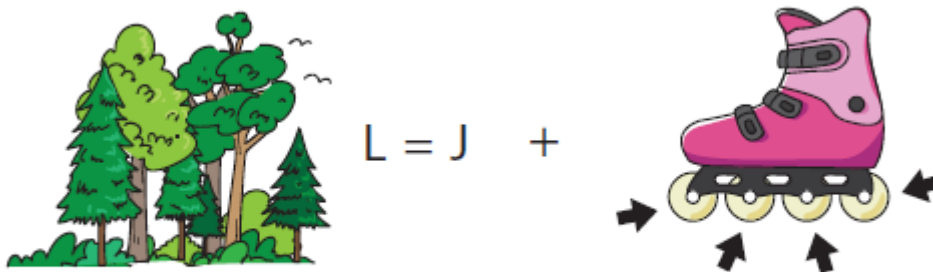 L = J +